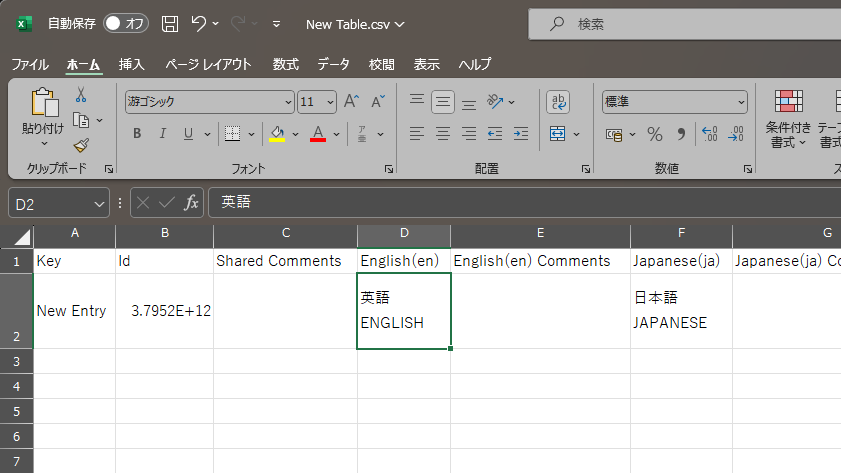 自動保存 オフ New Table.csv 検索
ファイル ホーム 挿入 ページ レイアウト 数式 データ 校閲 表示 ヘルプ
貼り付け
游ゴシック 11 A A ab 標準
B I U A % 条件付き
書式
クリップボード フォント 配置 数値
D2 fx 英語
A B C D E F G
1 Key Id Shared Comments English(en) English(en) Comments Japanese(ja) Japanese(ja) Co
2 New Entry 3.7952E+12
英語
ENGLISH
日本語
JAPANESE
3
4
5
6
7